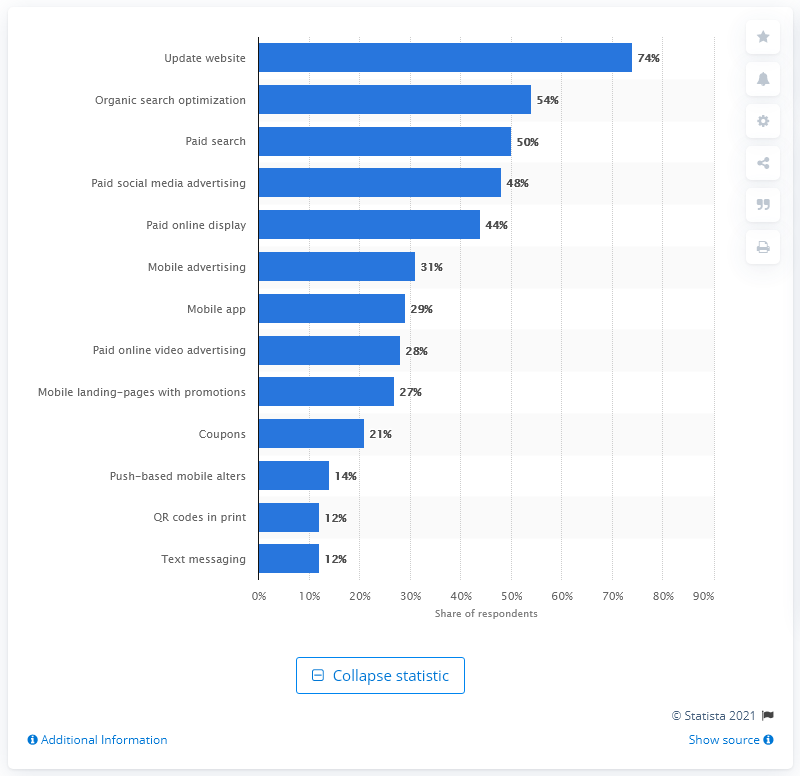 Update website 74%
Organic search optimization 54%
Paid search 50%
Paid social media advertising 48%
Paid online display 44%
Mobile advertising 31%
Mobile app 29%
Paid online video advertising 28%
Mobile landing-pages with promotions 27%
Coupons 21%
Push-based mobile alters 14%
QR codes in print 12%
Text messaging 12%
0% 10% 20% 30% 40% 50% 60% 70% 80% 90%
Share of respondents
Collapse statistic
© Statista 2021
Additional Information Show source